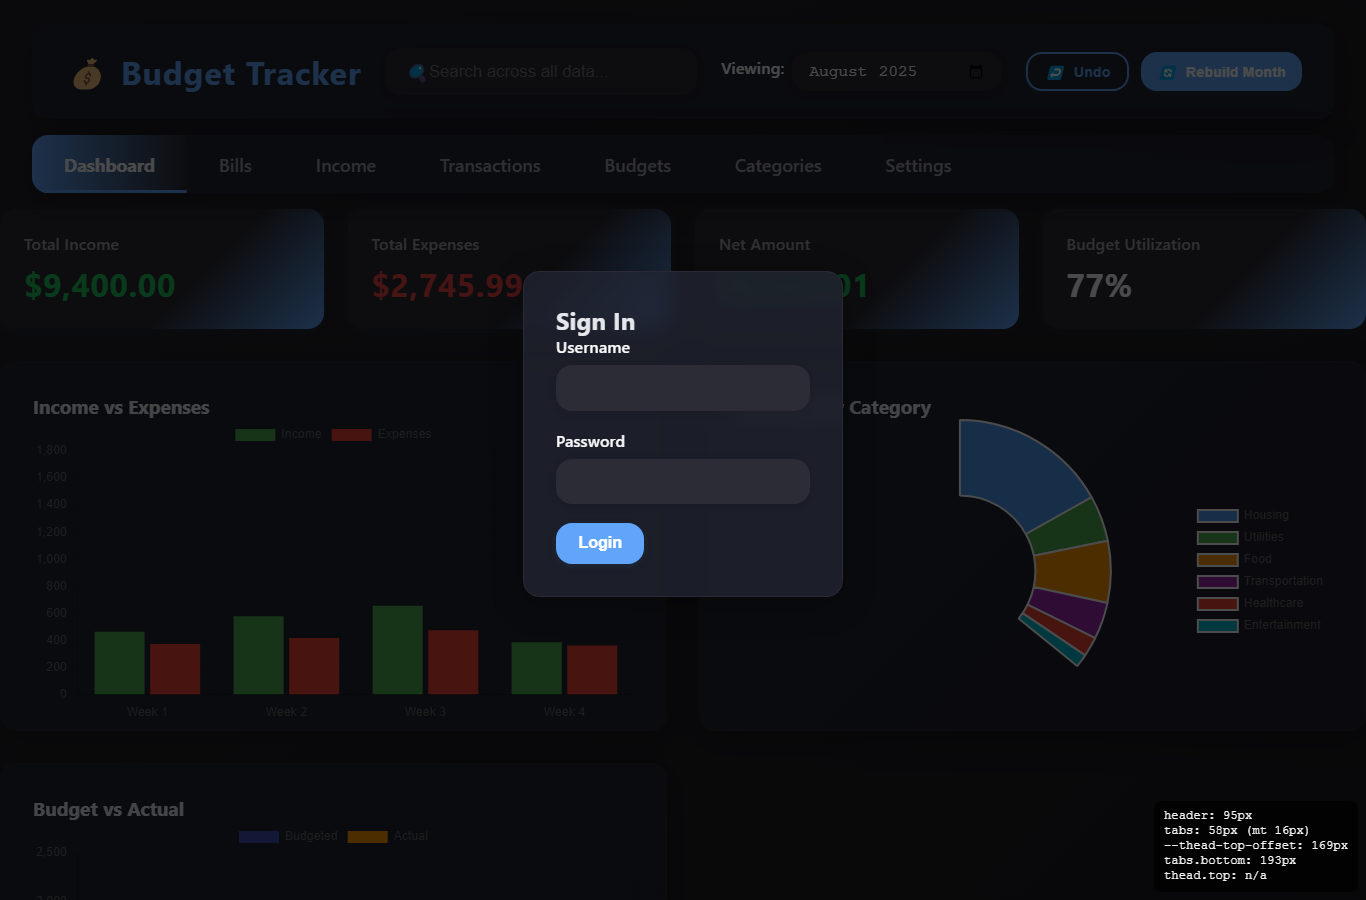 Budget Tracker
Search across all data...
Viewing:
August 2025
Undo
Rebuild Month
Dashboard
Bills
Income
Transactions
Budgets
Categories
Settings
Total Income
$9,400.00
Total Expenses
$2,745.99
Net Amount
01
Budget Utilization
77%
Sign In
Username
Password
Login
Income vs Expenses
Income
Expenses
1,800
1,600
1,400
1,200
1,000
800
600
400
200
0
Week 1
Week 2
Week 3
Week 4
Category
Housing
Utilities
Food
Transportation
Healthcare
Entertainment
Budget vs Actual
Budgeted
Actual
2,500
header: 95px
tabs: 58px (mt 16px)
--thead-top-offset: 169px
tabs.bottom: 193px
thead.top: n/a